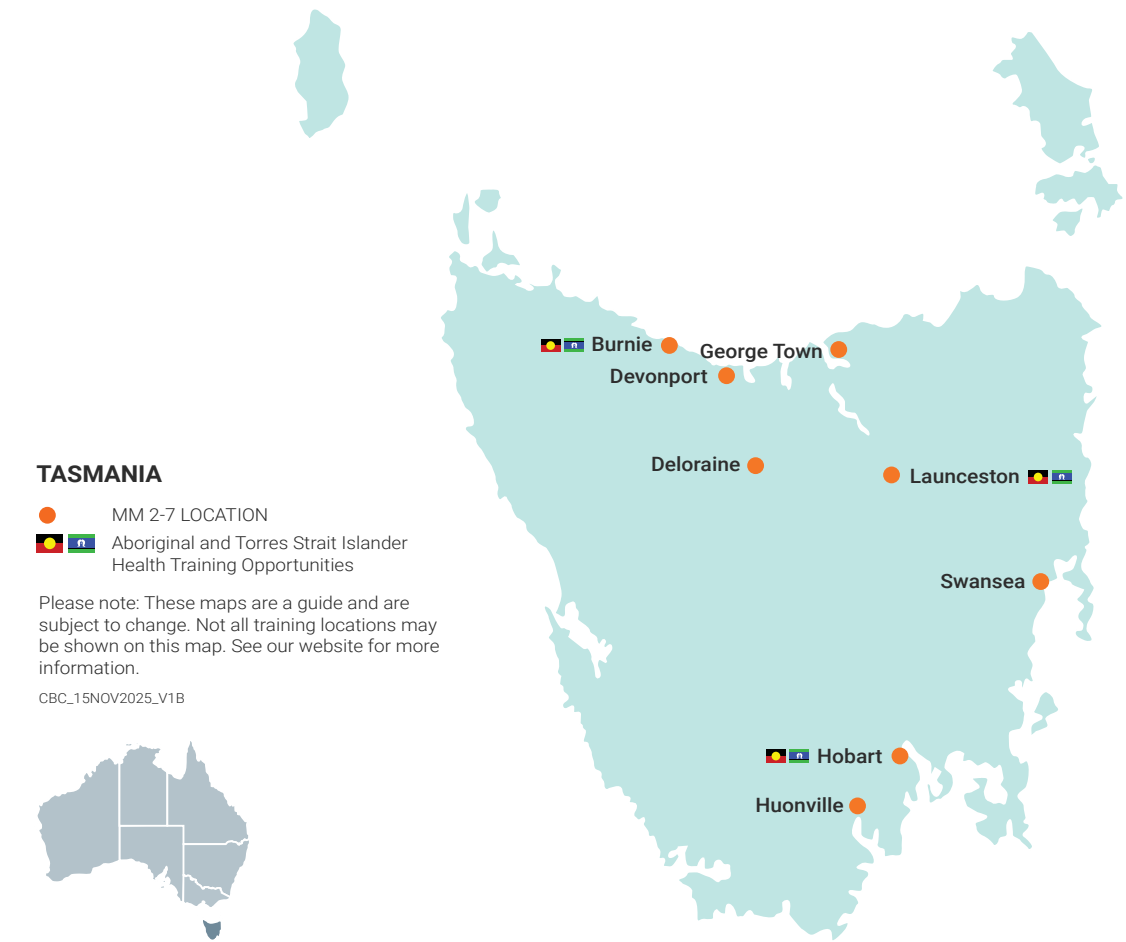 Burnie
George Town
Devonport
Deloraine
Launceston
TASMANIA
MM 2-7 LOCATION
Aboriginal and Torres Strait Islander
Health Training Opportunities
Swansea
Please note: These maps are a guide and are
subject to change. Not all training locations may
be shown on this map. See our website for more
information.
CBC_15NOV2025_V1B
Hobart
Huonville